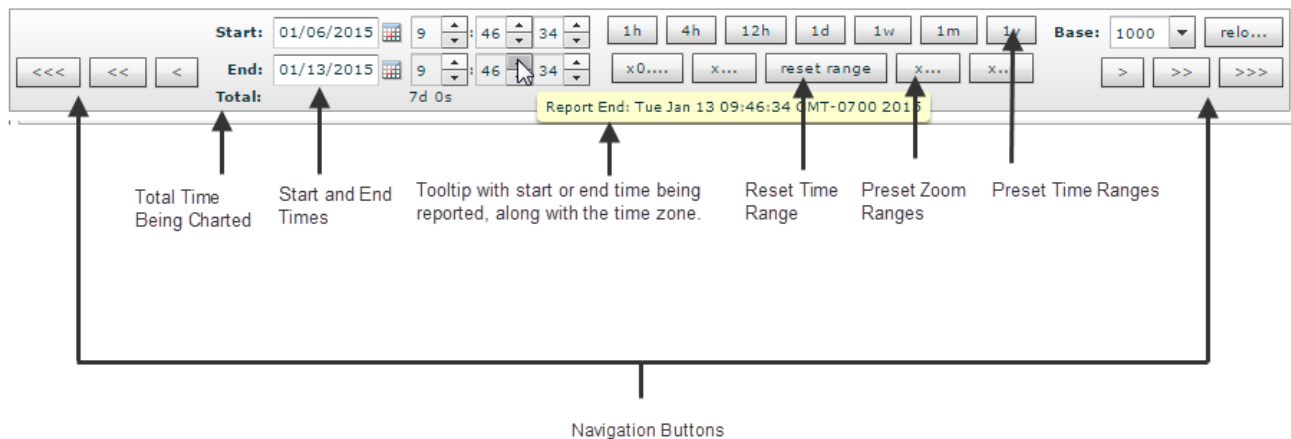 Start: 01/06/2015 9 : 46 34 1h 4h 12h 1d 1w 1m 1y Base: 1000 relo...
<<< << < End: 01/13/2015 9 : 46 34 x0.... x... reset range x... x... > >> >>>
Total: 7d 0s
Report End: Tue Jan 13 09:46:34 GMT-0700 2015
Total Time
Being Charted
Start and End
Times
Tooltip with start or end time being
reported, along with the time zone.
Reset Time
Range
Preset Zoom
Ranges
Preset Time Ranges
Navigation Buttons